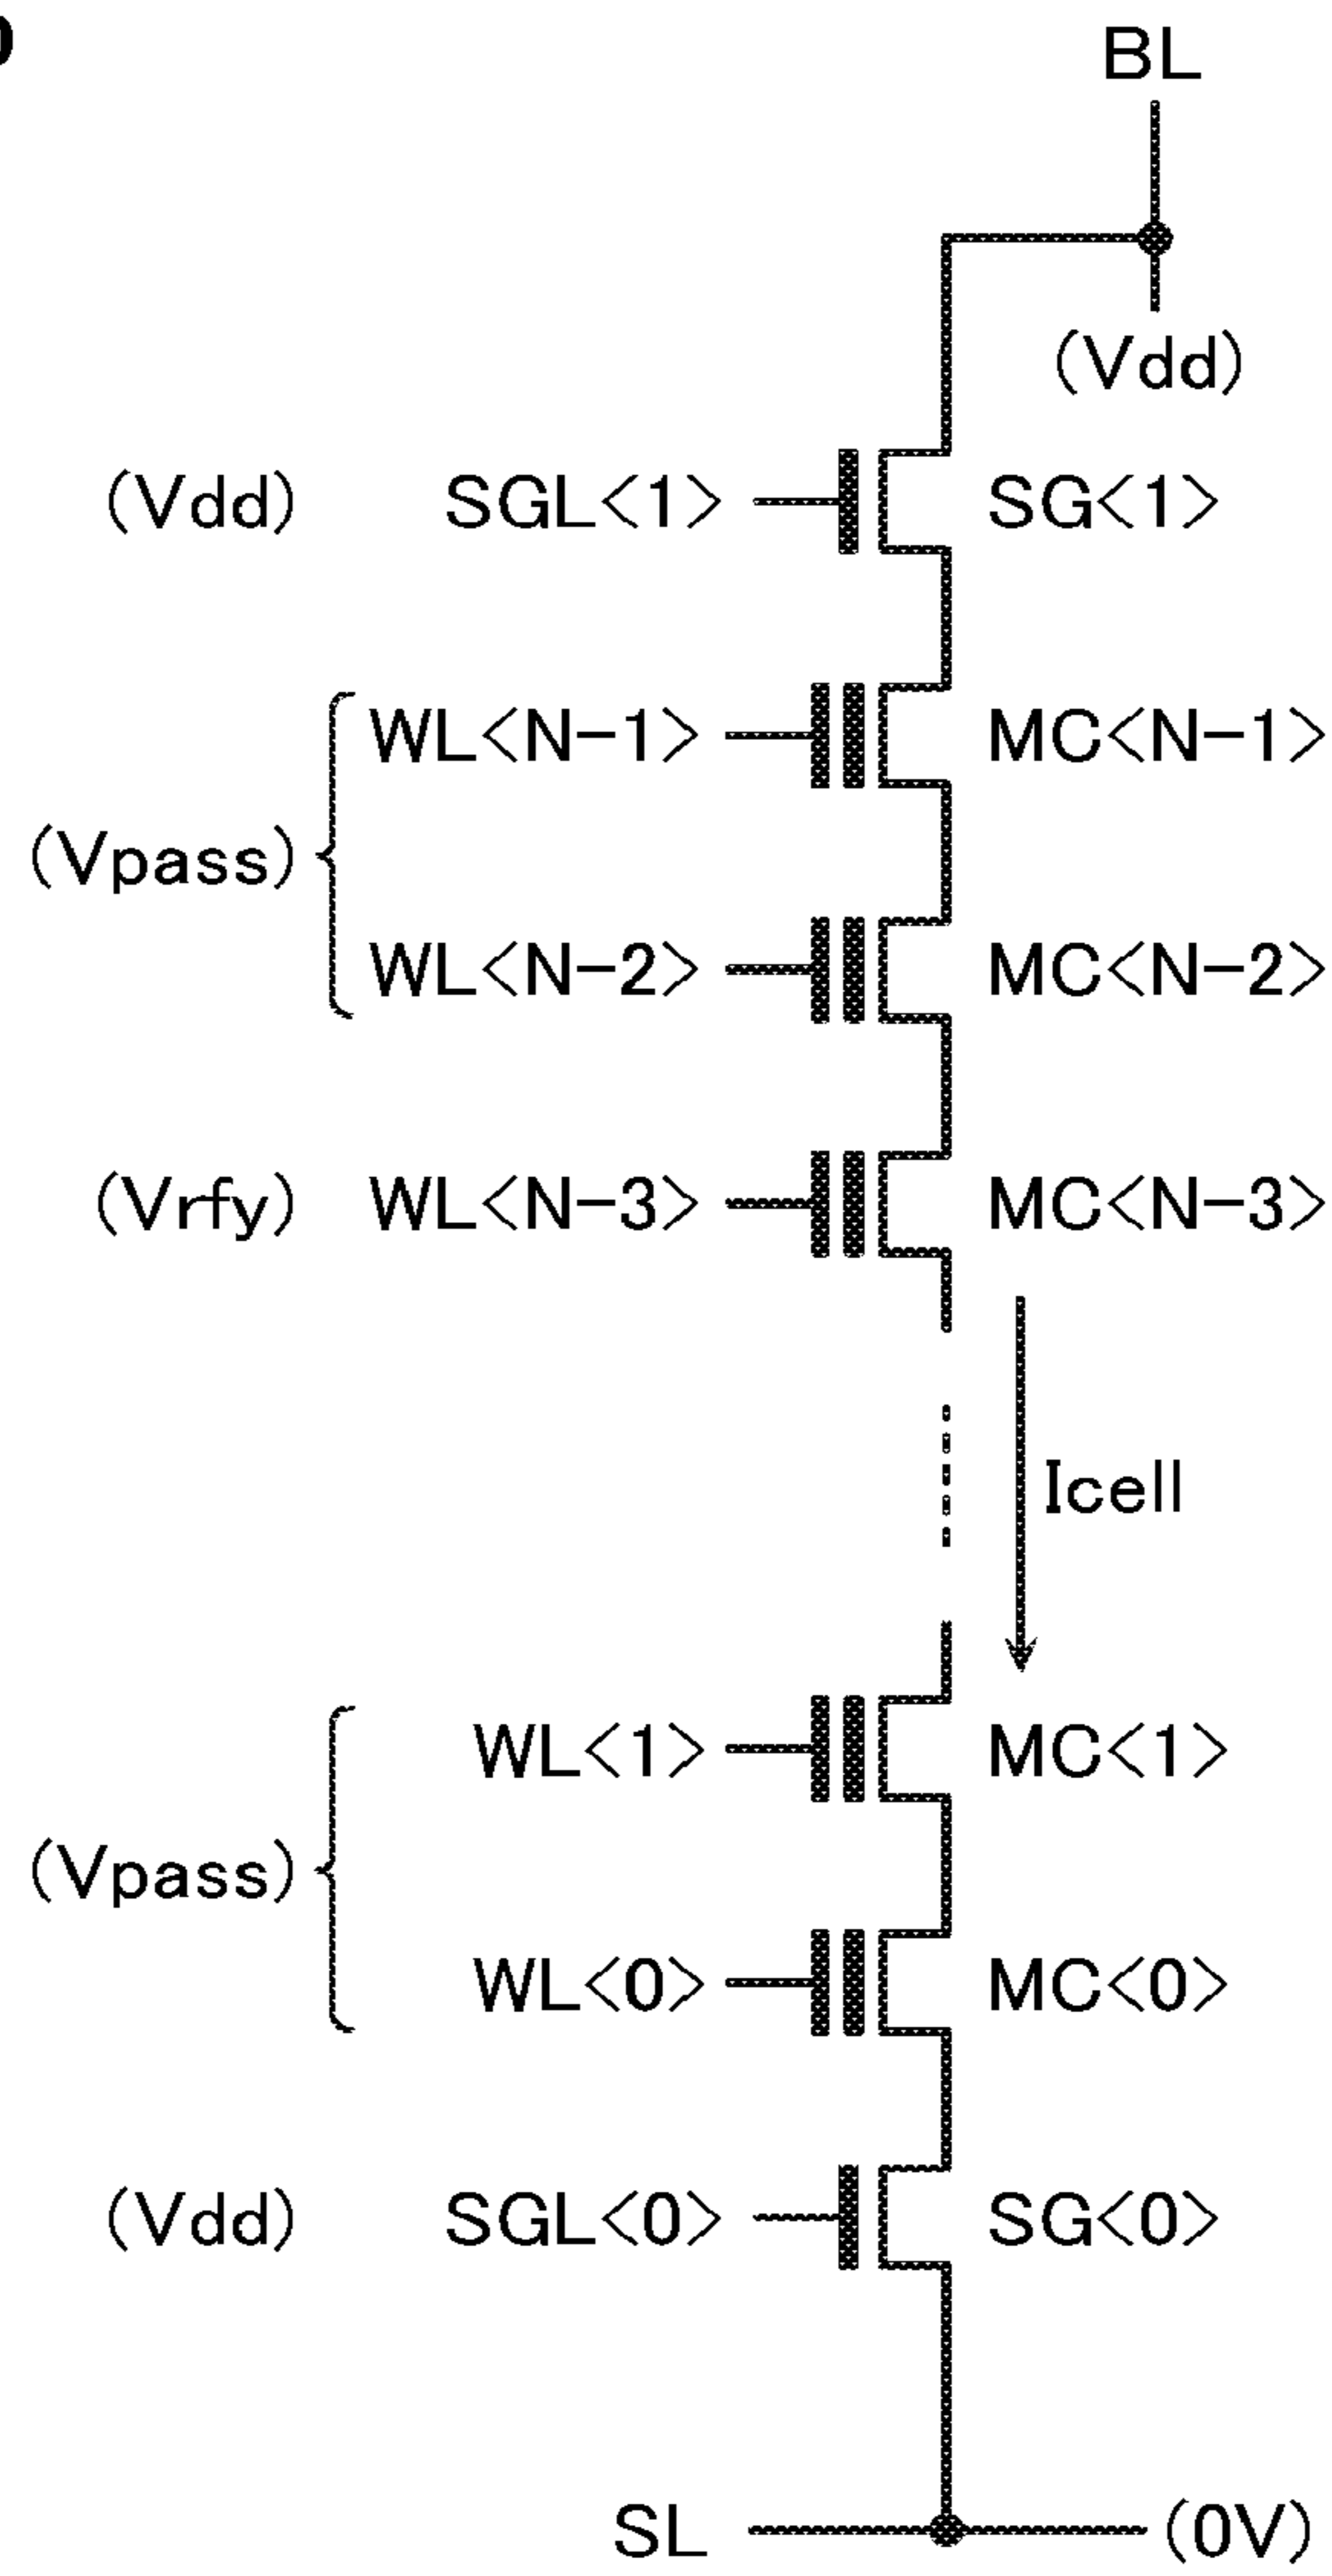 BL
(Vdd)
(Vdd) SGL<1> SG<1>
WL<N-1> MC<N-1>
(Vpass)
WL<N-2> MC<N-2>
(Vrfy) WL<N-3> MC<N-3>
Icell
WL<1> MC<1>
(Vpass)
WL<0> MC<0>
(Vdd) SGL<0> SG<0>
SL (0V)